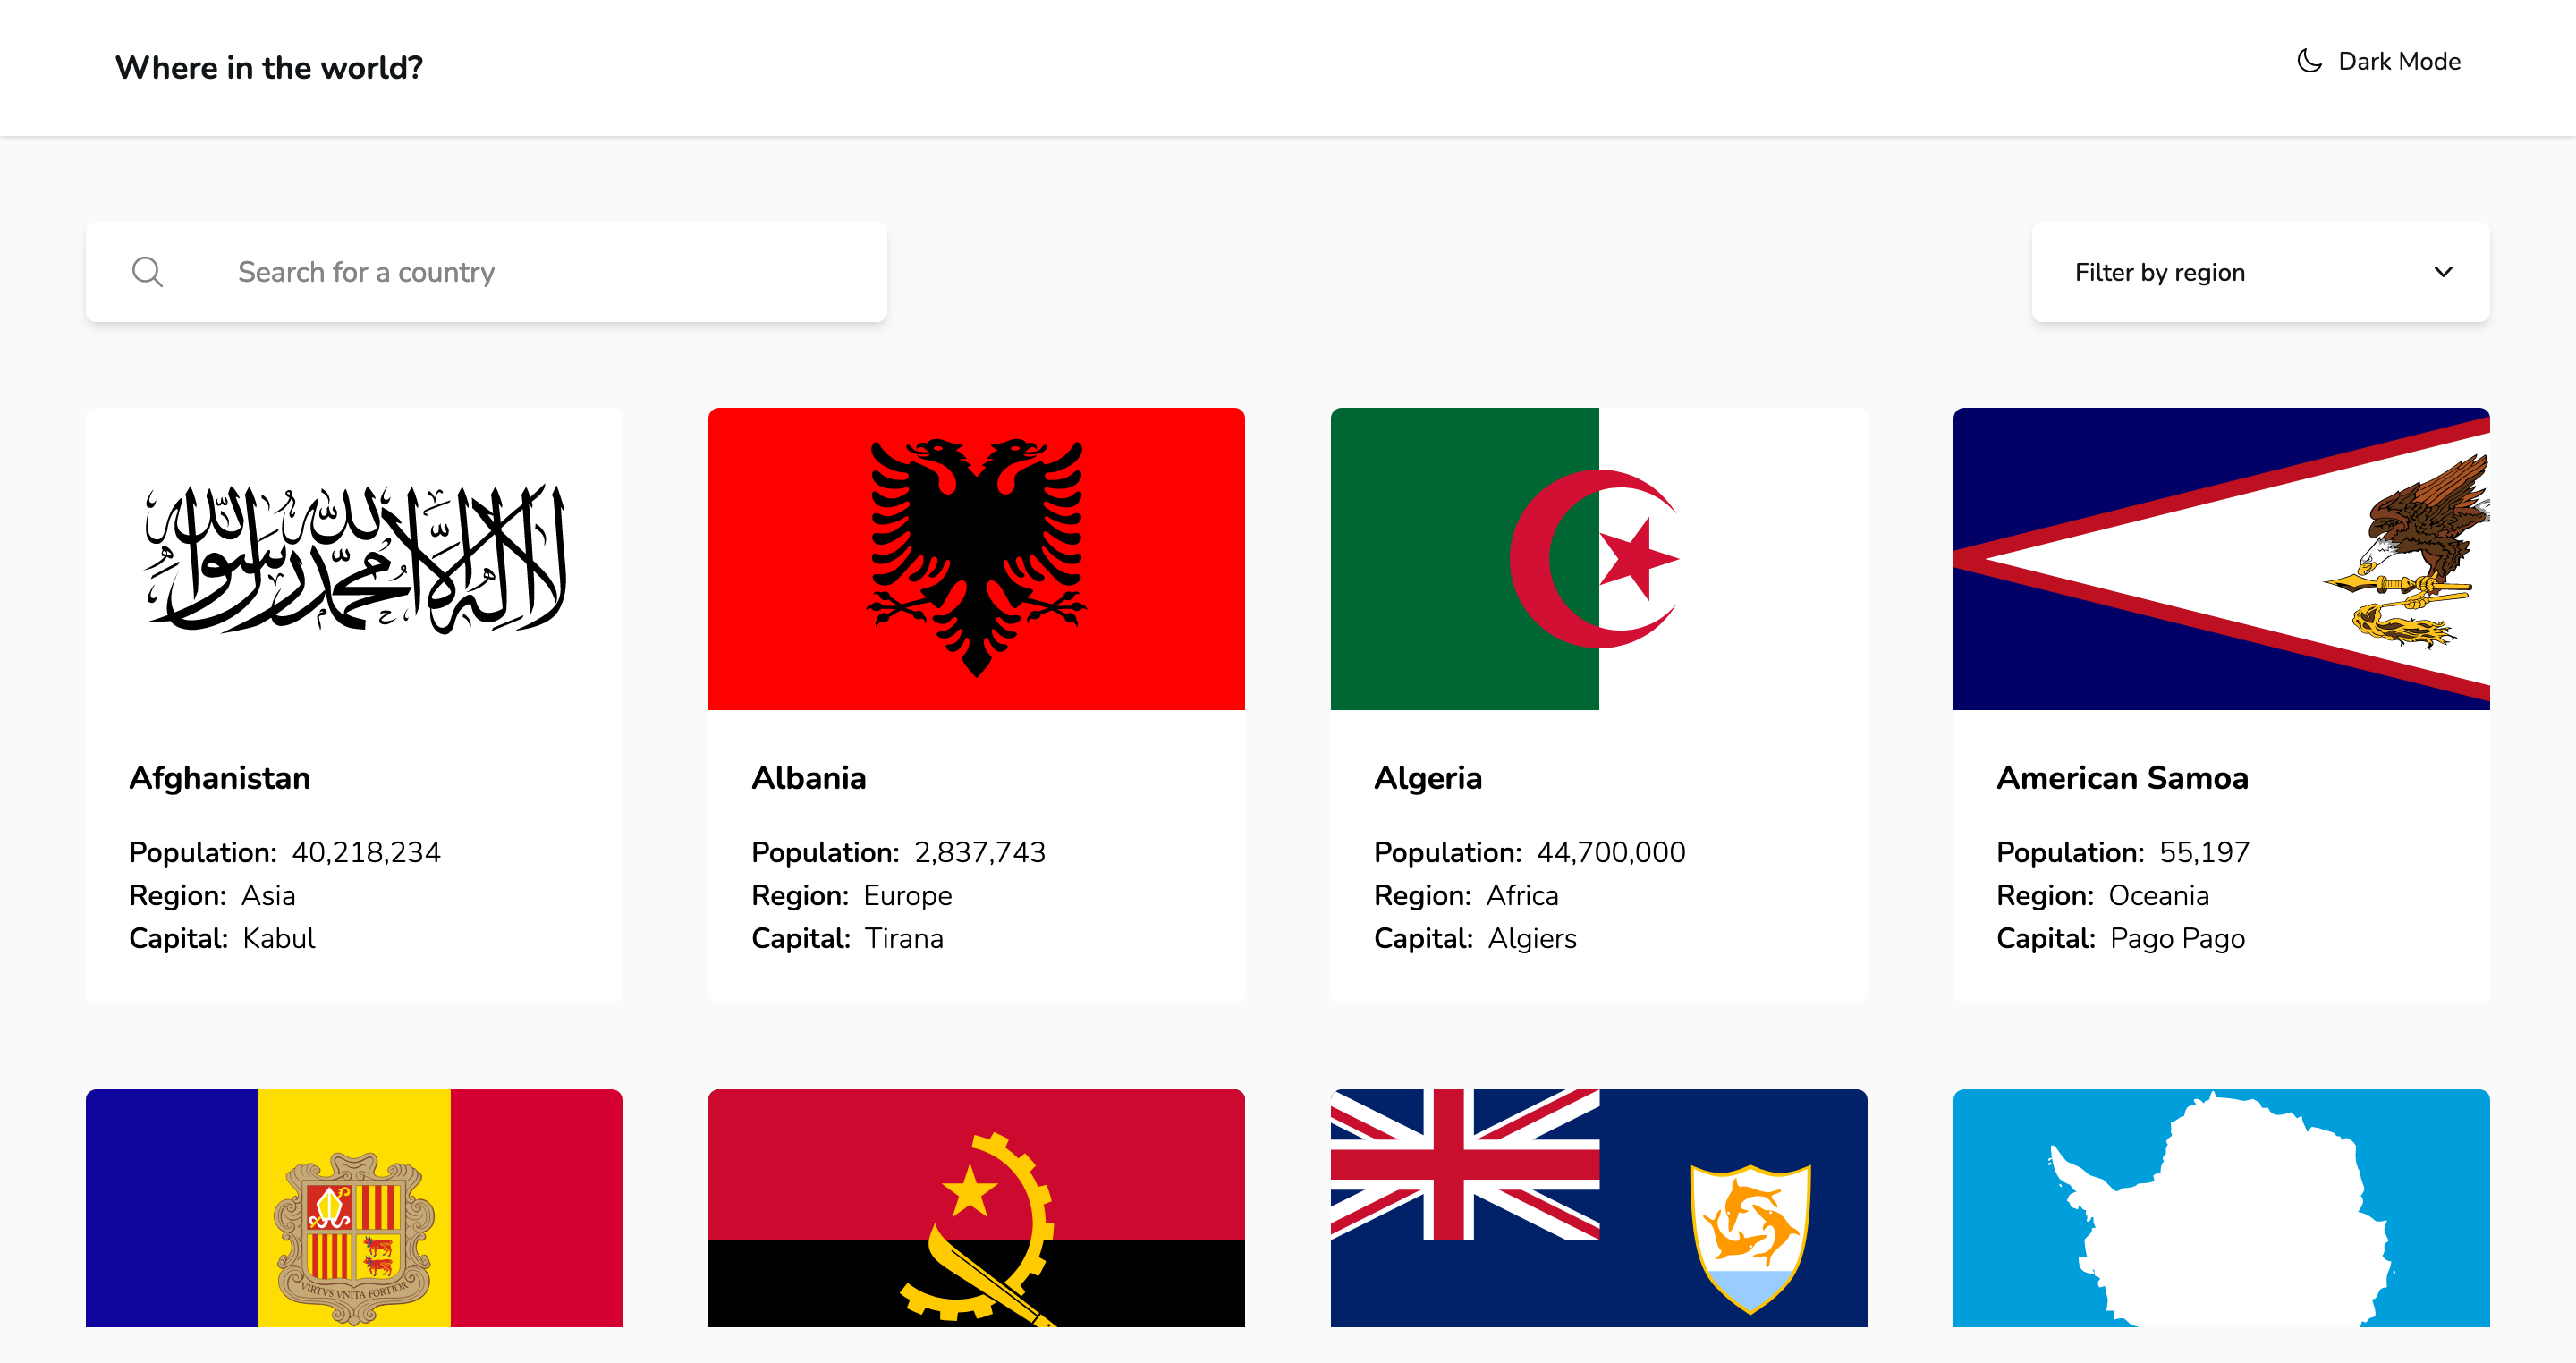 Where in the world?
Dark Mode
Search for a country
Filter by region
لا إله إلا الله محمد رسول الله
Afghanistan
Population: 40,218,234
Region: Asia
Capital: Kabul
Albania
Population: 2,837,743
Region: Europe
Capital: Tirana
Algeria
Population: 44,700,000
Region: Africa
Capital: Algiers
American Samoa
Population: 55,197
Region: Oceania
Capital: Pago Pago
VIRTVS VNITA FORTIOR